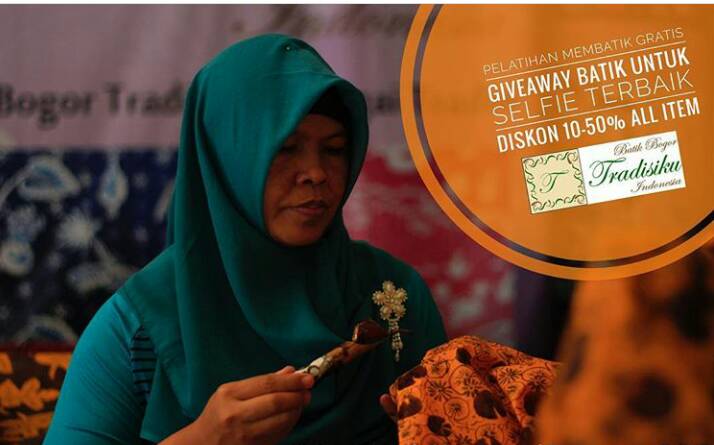 Indonesia
Bogor Trad
PELATIHAN MEMBATIK GRATIS
GIVEAWAY BATIK UNTUK
SELFIE TERBAIK
DISKON 10-50% ALL ITEM
T
Batik Bogor
Tradisiku
Indonesia